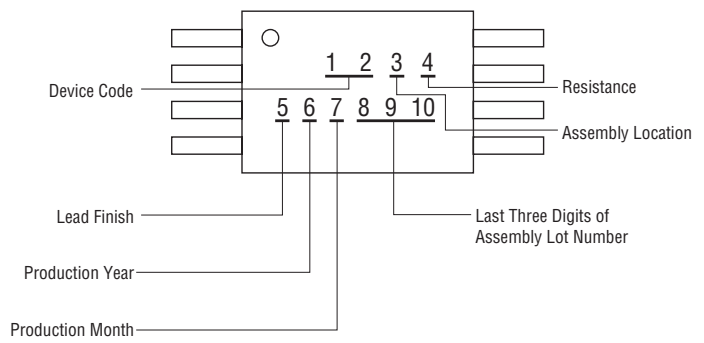 1 2 3 4
Device Code
Resistance
5 6 7 8 9 10
Assembly Location
Lead Finish
Last Three Digits of
Assembly Lot Number
Production Year
Production Month